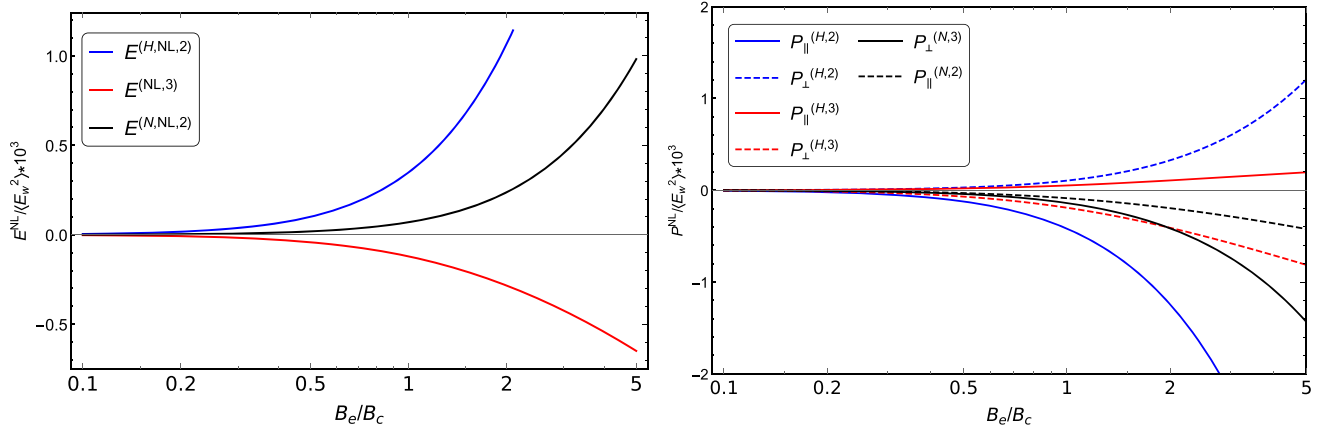 E^(H,NL,2)
E^(NL,3)
E^(N,NL,2)
E^NL/⟨E_w^2⟩*10^3
1.0
0.5
0.0
−0.5
0.1 0.2 0.5 1 2 5
B_e/B_c
P_∥^(H,2) P_⊥^(N,3)
P_⊥^(H,2) P_∥^(N,2)
P_∥^(H,3)
P_⊥^(H,3)
P^NL/⟨E_w^2⟩*10^3
2
1
0
−1
−2
0.1 0.2 0.5 1 2 5
B_e/B_c